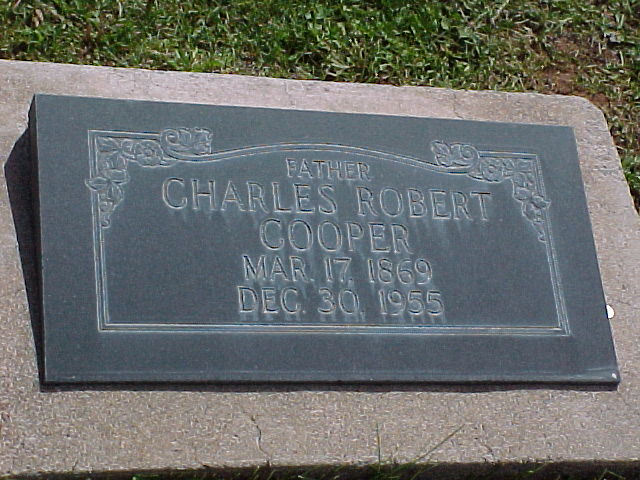 FATHER
CHARLES ROBERT
COOPER
MAR. 17, 1869
DEC. 30, 1955